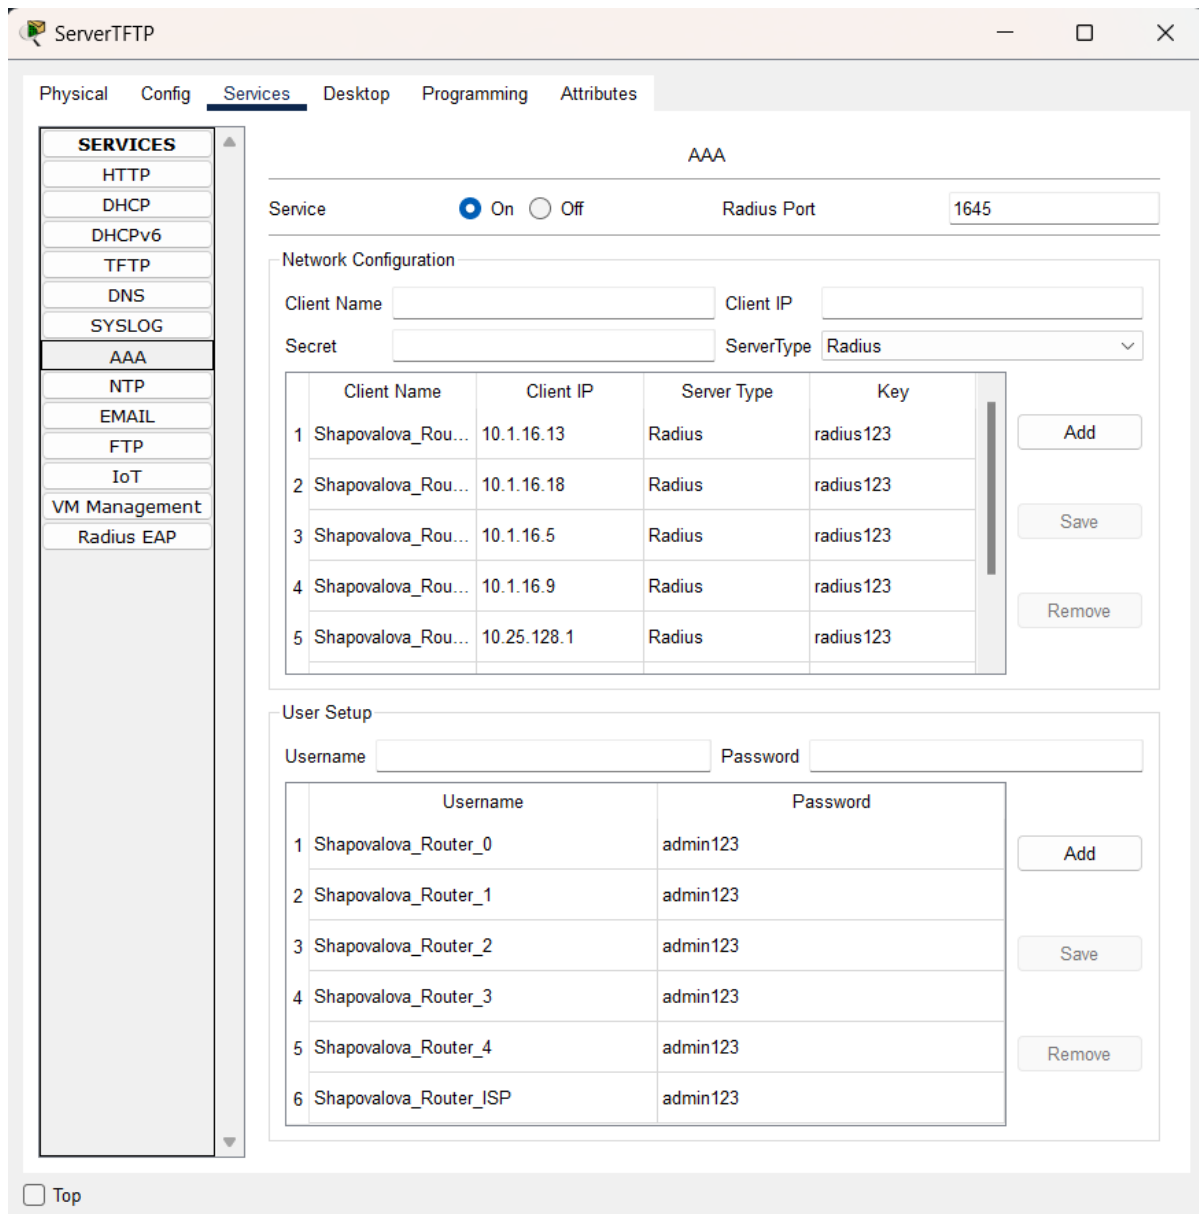 ServerTFTP
Physical Config Services Desktop Programming Attributes
SERVICES
HTTP
DHCP
DHCPv6
TFTP
DNS
SYSLOG
AAA
NTP
EMAIL
FTP
IoT
VM Management
Radius EAP
AAA
Service On Off Radius Port 1645
Network Configuration
Client Name Client IP
Secret ServerType Radius
Client Name Client IP Server Type Key
1 Shapovalova_Rou... 10.1.16.13 Radius radius123
2 Shapovalova_Rou... 10.1.16.18 Radius radius123
3 Shapovalova_Rou... 10.1.16.5 Radius radius123
4 Shapovalova_Rou... 10.1.16.9 Radius radius123
5 Shapovalova_Rou... 10.25.128.1 Radius radius123
Add
Save
Remove
User Setup
Username Password
Username Password
1 Shapovalova_Router_0 admin123
2 Shapovalova_Router_1 admin123
3 Shapovalova_Router_2 admin123
4 Shapovalova_Router_3 admin123
5 Shapovalova_Router_4 admin123
6 Shapovalova_Router_ISP admin123
Add
Save
Remove
Top